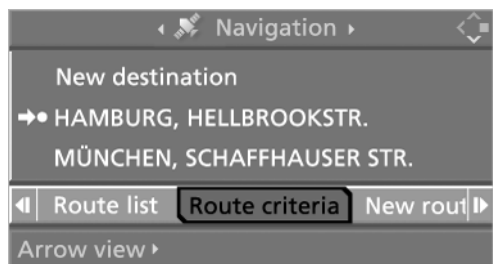 Navigation
New destination
HAMBURG, HELLBROOKSTR.
MÜNCHEN, SCHAFFHAUSER STR.
Route list Route criteria New rout
Arrow view